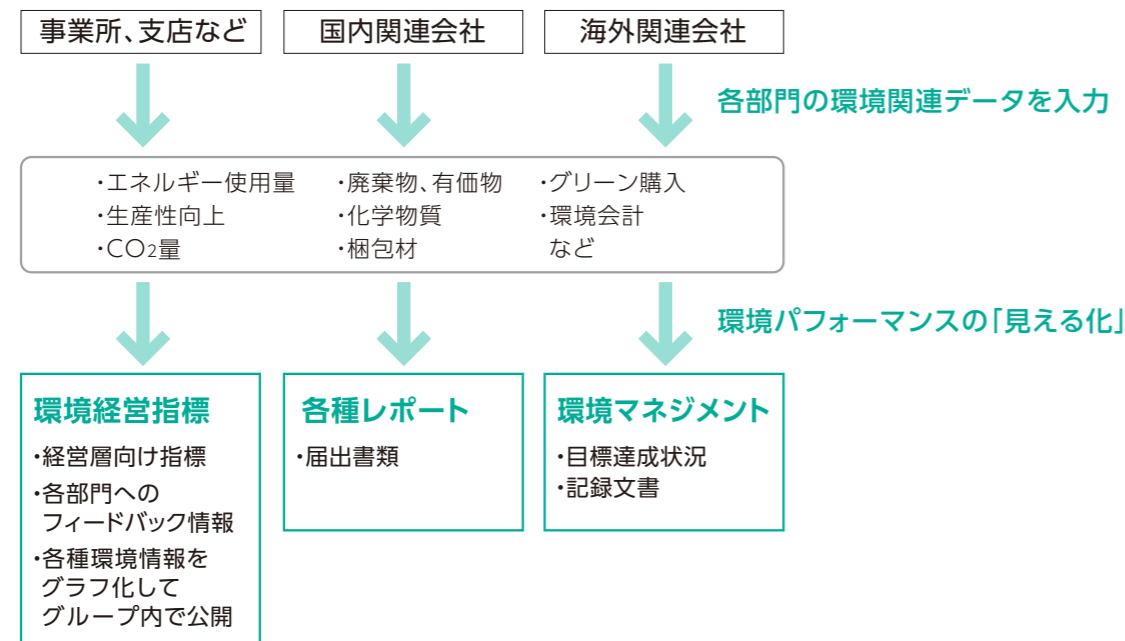 事業所、支店など
国内関連会社
海外関連会社
各部門の環境関連データを入力
・エネルギー使用量
・生産性向上
・CO2量
・廃棄物、有価物
・化学物質
・梱包材
・グリーン購入
・環境会計
など
環境パフォーマンスの「見える化」
環境経営指標
・経営層向け指標
・各部門への
フィードバック情報
・各種環境情報を
グラフ化して
グループ内で公開
各種レポート
・届出書類
環境マネジメント
・目標達成状況
・記録文書